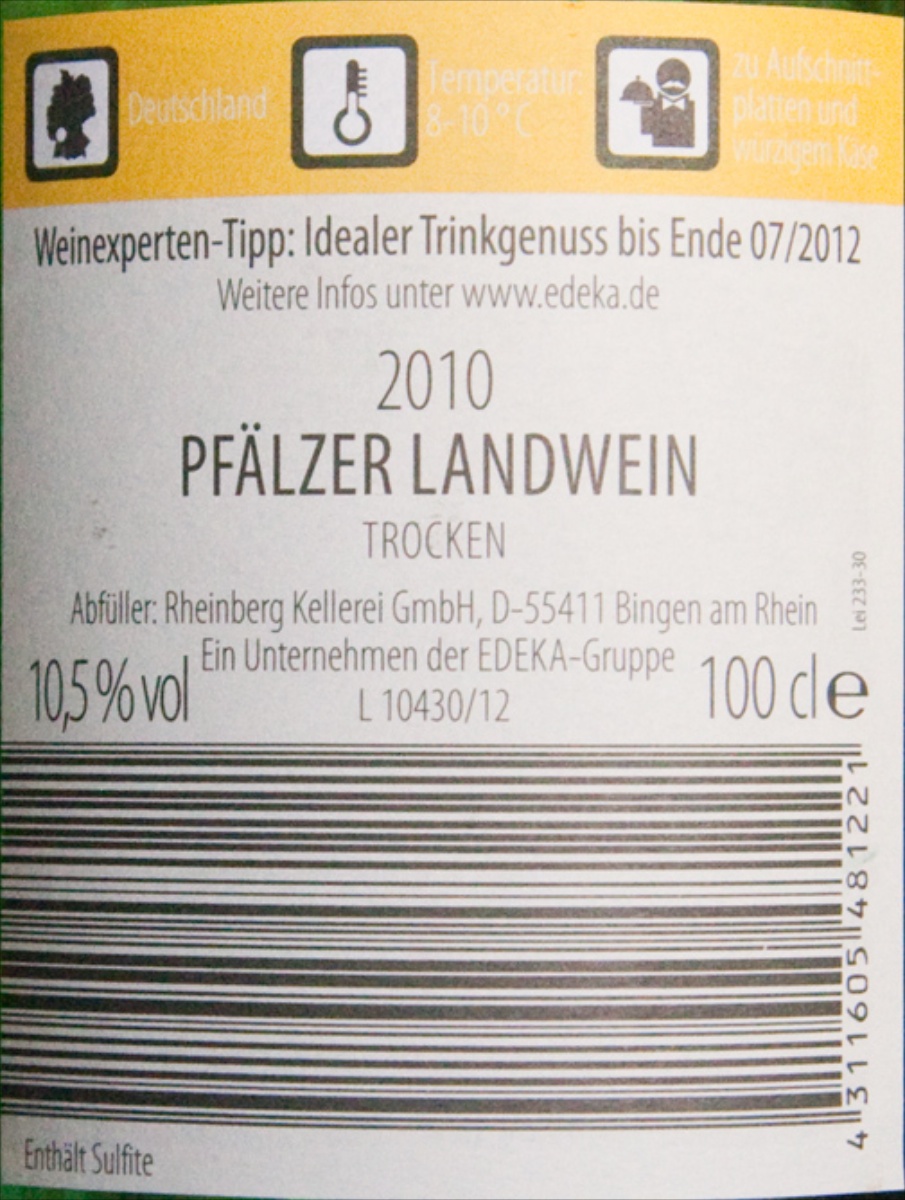 Deutschland
Temperatur:
8-10 °C
zu Aufschnitt-
platten und
würzigem Käse
Weinexperten-Tipp: Idealer Trinkgenuss bis Ende 07/2012
Weitere Infos unter www.edeka.de
2010
PFÄLZER LANDWEIN
TROCKEN
Abfüller: Rheinberg Kellerei GmbH, D-55411 Bingen am Rhein
Ein Unternehmen der EDEKA-Gruppe
10,5 % vol
L 10430/12
100 cl e
Lei 233-30
4 311605 481221
Enthält Sulfite